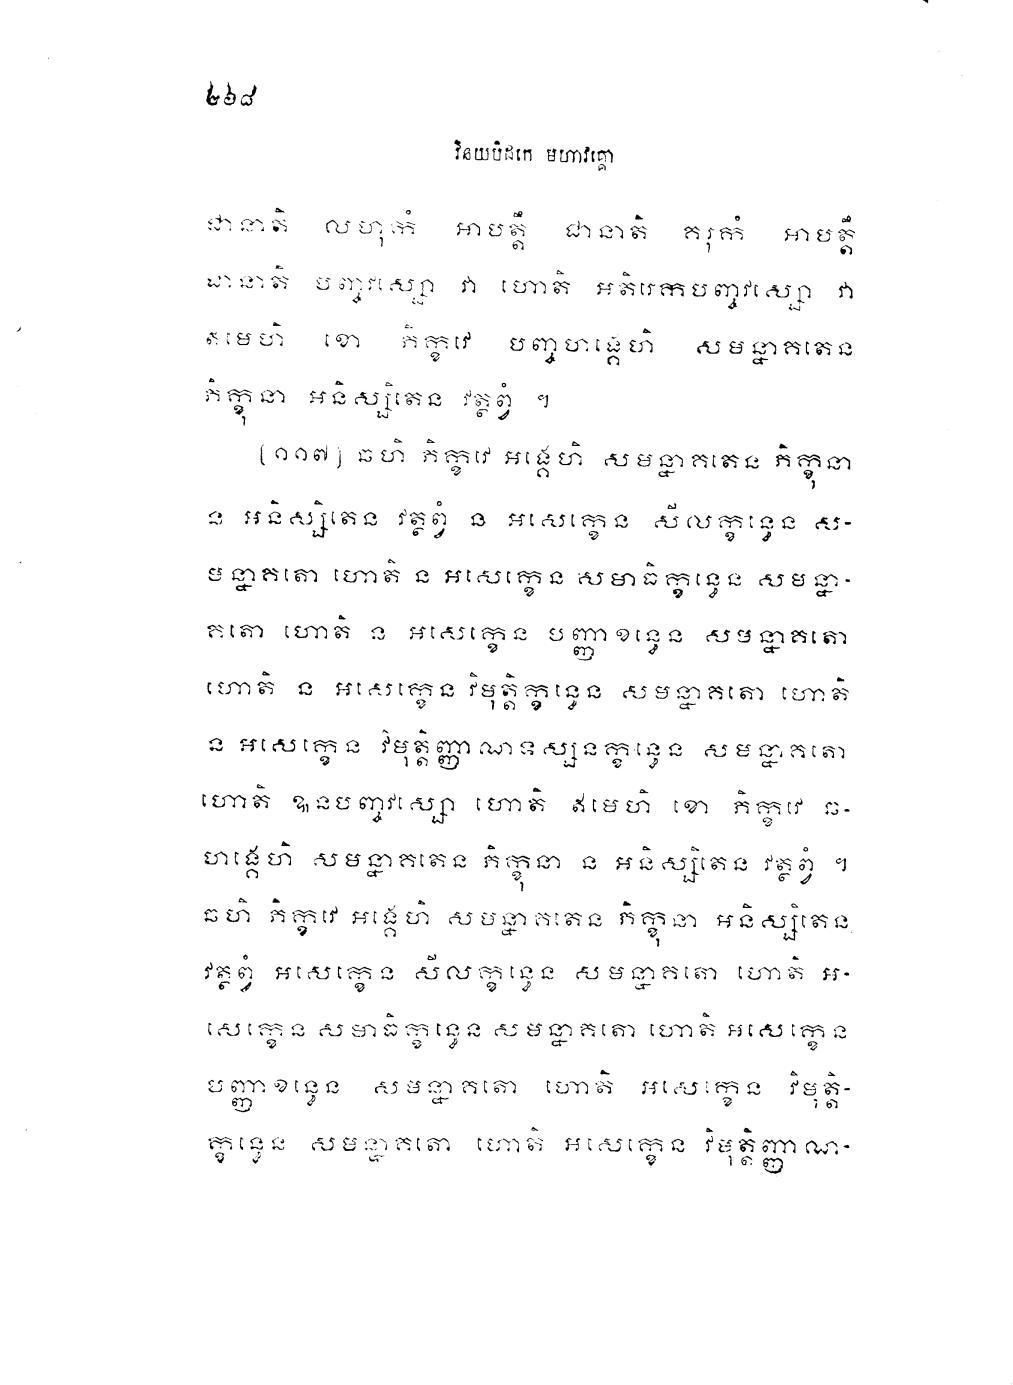 ២៦៨
វិនយបិដកេ មហាវគ្គោ
ជានាតិ លហុកំ អាបត្តឹ ជានាតិ គរុកំ អាបត្តឹ
ជានាតិ បញ្ចវស្សោ វា ហោតិ អតិរេកបញ្ចវស្សោ វា
ឥមេហិ ខោ ភិក្ខវេ បញ្ចហង្គេហិ សមន្នាគតេន
ភិក្ខុនា អនិស្សិតេន វត្ថព្វំ ។
(១១៧) ឆហិ ភិក្ខវេ អង្គេហិ សមន្នាគតេន ភិក្ខុនា
ន អនិស្សិតេន វត្ថព្វំ ន អសេក្ខេន សីលក្ខន្ធេន ស-
មន្នាគតោ ហោតិ ន អសេក្ខេន សមាធិក្ខន្ធេន សមន្នា-
គតោ ហោតិ ន អសេក្ខេន បញ្ញាខន្ធេន សមន្នាគតោ
ហោតិ ន អសេក្ខេន វិមុត្តិក្ខន្ធេន សមន្នាគតោ ហោតិ
ន អសេក្ខេន វិមុត្តិញ្ញាណទស្សនក្ខន្ធេន សមន្នាគតោ
ហោតិ ឩនបញ្ចវស្សោ ហោតិ ឥមេហិ ខោ ភិក្ខវេ ឆ-
ហង្គេហិ សមន្នាគតេន ភិក្ខុនា ន អនិស្សិតេន វត្ថព្វំ ។
ឆហិ ភិក្ខវេ អង្គេហិ សមន្នាគតេន ភិក្ខុនា អនិស្សិតេន
វត្ថព្វំ អសេក្ខេន សីលក្ខន្ធេន សមន្នាគតោ ហោតិ អ-
សេក្ខេន សមាធិក្ខន្ធេន សមន្នាគតោ ហោតិ អសេក្ខេន
បញ្ញាខន្ធេន សមន្នាគតោ ហោតិ អសេក្ខេន វិមុត្តិ-
ក្ខន្ធេន សមន្នាគតោ ហោតិ អសេក្ខេន វិមុត្តិញ្ញាណ-